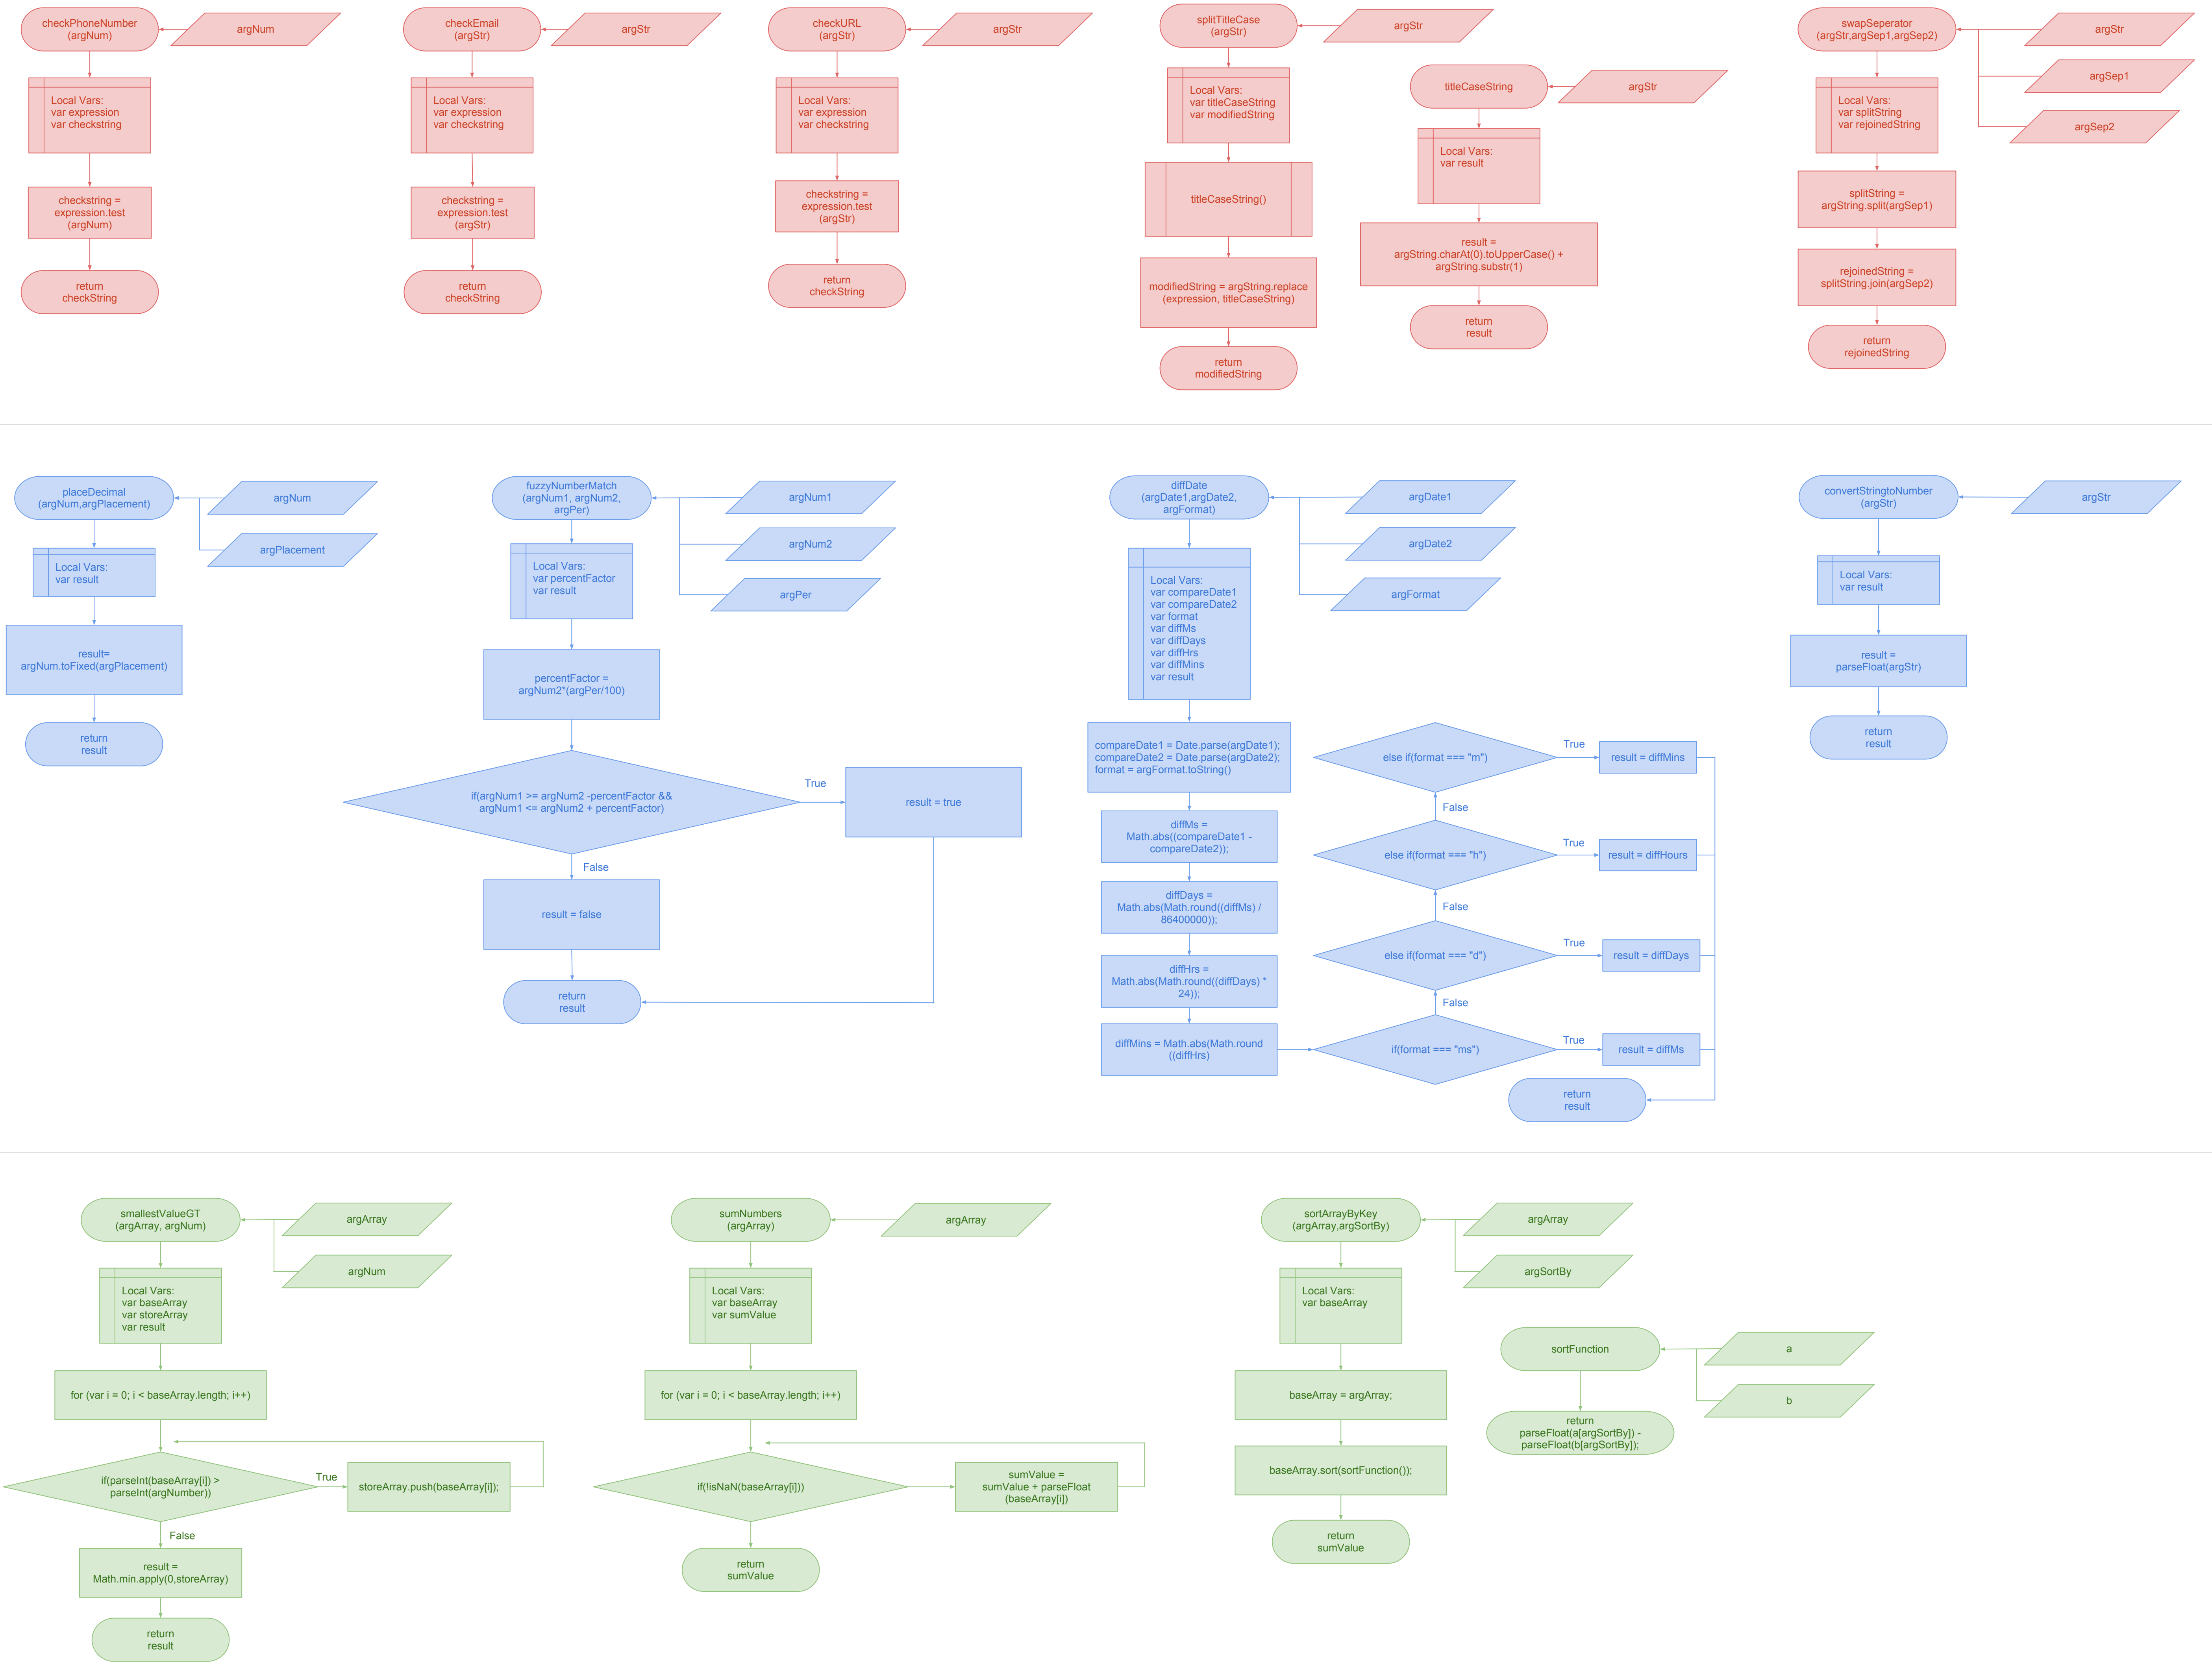 checkPhoneNumber
(argNum)
argNum
Local Vars:
var expression
var checkstring
checkstring =
expression.test
(argNum)
return
checkString
checkEmail
(argStr)
argStr
Local Vars:
var expression
var checkstring
checkstring =
expression.test
(argStr)
return
checkString
checkURL
(argStr)
argStr
Local Vars:
var expression
var checkstring
checkstring =
expression.test
(argStr)
return
checkString
splitTitleCase
(argStr)
argStr
Local Vars:
var titleCaseString
var modifiedString
titleCaseString()
modifiedString = argString.replace
(expression, titleCaseString)
return
modifiedString
titleCaseString
argStr
Local Vars:
var result
result =
argString.charAt(0).toUpperCase() +
argString.substr(1)
return
result
swapSeperator
(argStr,argSep1,argSep2)
argStr
argSep1
argSep2
Local Vars:
var splitString
var rejoinedString
splitString =
argString.split(argSep1)
rejoinedString =
splitString.join(argSep2)
return
rejoinedString
placeDecimal
(argNum,argPlacement)
argNum
argPlacement
Local Vars:
var result
result=
argNum.toFixed(argPlacement)
return
result
fuzzyNumberMatch
(argNum1, argNum2,
argPer)
argNum1
argNum2
argPer
Local Vars:
var percentFactor
var result
percentFactor =
argNum2*(argPer/100)
if(argNum1 >= argNum2 -percentFactor &&
argNum1 <= argNum2 + percentFactor)
True
result = true
False
result = false
return
result
diffDate
(argDate1,argDate2,
argFormat)
argDate1
argDate2
argFormat
Local Vars:
var compareDate1
var compareDate2
var format
var diffMs
var diffDays
var diffHrs
var diffMins
var result
compareDate1 = Date.parse(argDate1);
compareDate2 = Date.parse(argDate2);
format = argFormat.toString()
diffMs =
Math.abs((compareDate1 -
compareDate2));
diffDays =
Math.abs(Math.round((diffMs) /
86400000));
diffHrs =
Math.abs(Math.round((diffDays) *
24));
diffMins = Math.abs(Math.round
((diffHrs)
else if(format === "m")
True
result = diffMins
False
else if(format === "h")
True
result = diffHours
False
else if(format === "d")
True
result = diffDays
False
if(format === "ms")
True
result = diffMs
return
result
convertStringtoNumber
(argStr)
argStr
Local Vars:
var result
result =
parseFloat(argStr)
return
result
smallestValueGT
(argArray, argNum)
argArray
argNum
Local Vars:
var baseArray
var storeArray
var result
for (var i = 0; i < baseArray.length; i++)
if(parseInt(baseArray[i]) >
parseInt(argNumber))
True
storeArray.push(baseArray[i]);
False
result =
Math.min.apply(0,storeArray)
return
result
sumNumbers
(argArray)
argArray
Local Vars:
var baseArray
var sumValue
for (var i = 0; i < baseArray.length; i++)
if(!isNaN(baseArray[i]))
sumValue =
sumValue + parseFloat
(baseArray[i])
return
sumValue
sortArrayByKey
(argArray,argSortBy)
argArray
argSortBy
Local Vars:
var baseArray
baseArray = argArray;
baseArray.sort(sortFunction());
return
sumValue
sortFunction
a
b
return
parseFloat(a[argSortBy]) -
parseFloat(b[argSortBy]);